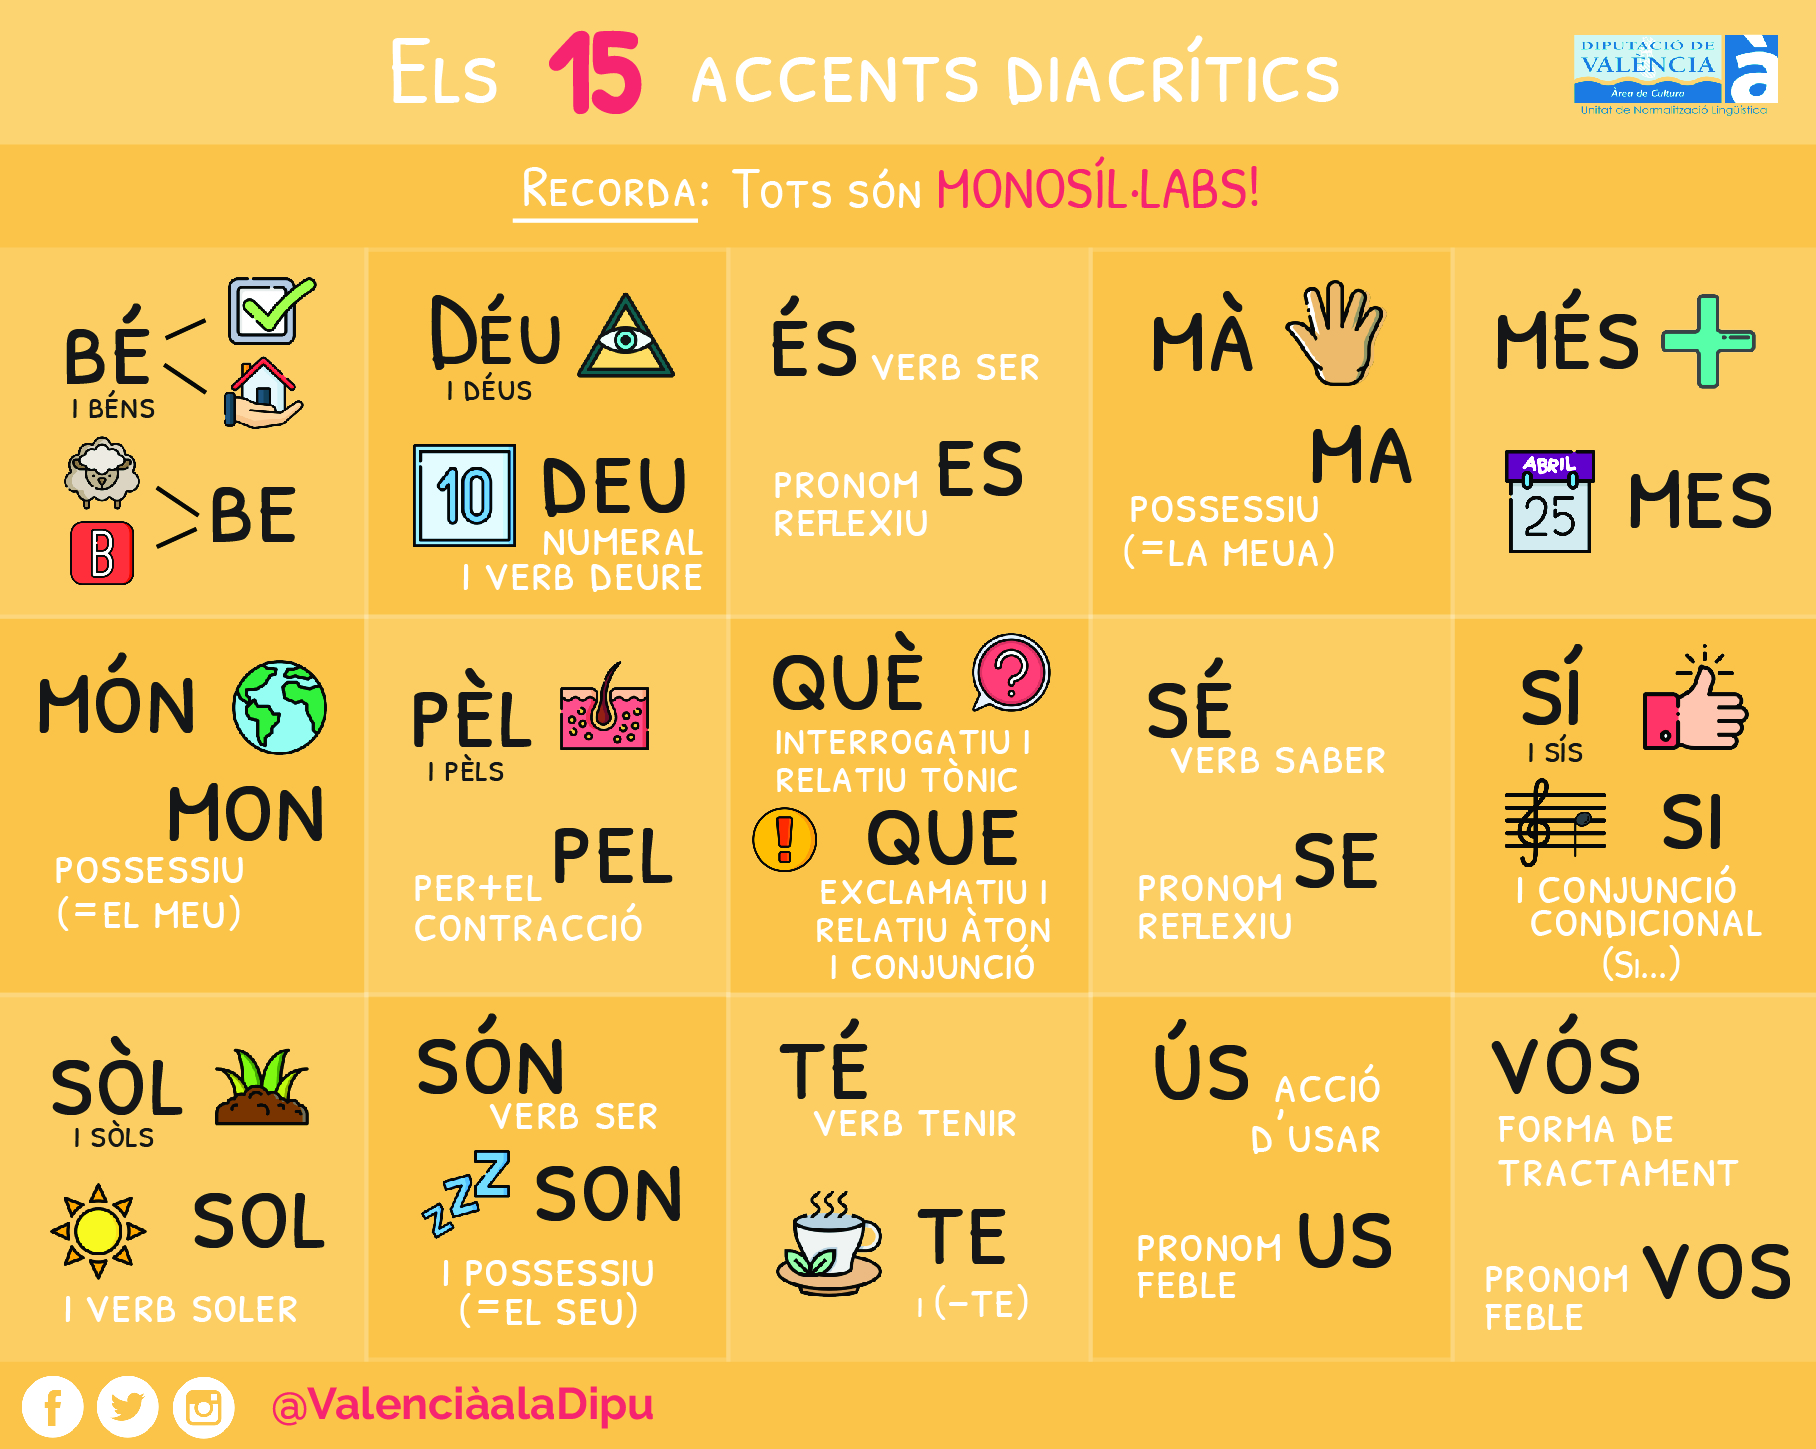 Els 15 accents diacrítics
DIPUTACIÓ DE
VALÈNCIA
Àrea de Cultura
Unitat de Normalització Lingüística
à
Recorda: Tots són MONOSÍL·LABS!
BÉ
I BÉNS
BE
B
DÉU
I DÉUS
10
DEU
NUMERAL
I VERB DEURE
ÉS VERB SER
PRONOM ES
REFLEXIU
MÀ
MA
POSSESSIU
(=LA MEUA)
MÉS
ABRIL
25
MES
MÓN
MON
POSSESSIU
(=EL MEU)
PÈL
I PÈLS
PER+EL PEL
CONTRACCIÓ
QUÈ
?
INTERROGATIU I
RELATIU TÒNIC
! QUE
EXCLAMATIU I
RELATIU ÀTON
I CONJUNCIÓ
SÉ
VERB SABER
PRONOM SE
REFLEXIU
SÍ
I SÍS
SI
I CONJUNCIÓ
CONDICIONAL
(Si...)
SÒL
I SÒLS
SOL
I VERB SOLER
SÓN
VERB SER
ZZZ SON
I POSSESSIU
(=EL SEU)
TÉ
VERB TENIR
TE
I (-TE)
ÚS ACCIÓ
D'USAR
PRONOM US
FEBLE
VÓS
FORMA DE
TRACTAMENT
PRONOM VOS
FEBLE
@ValenciàalaDipu